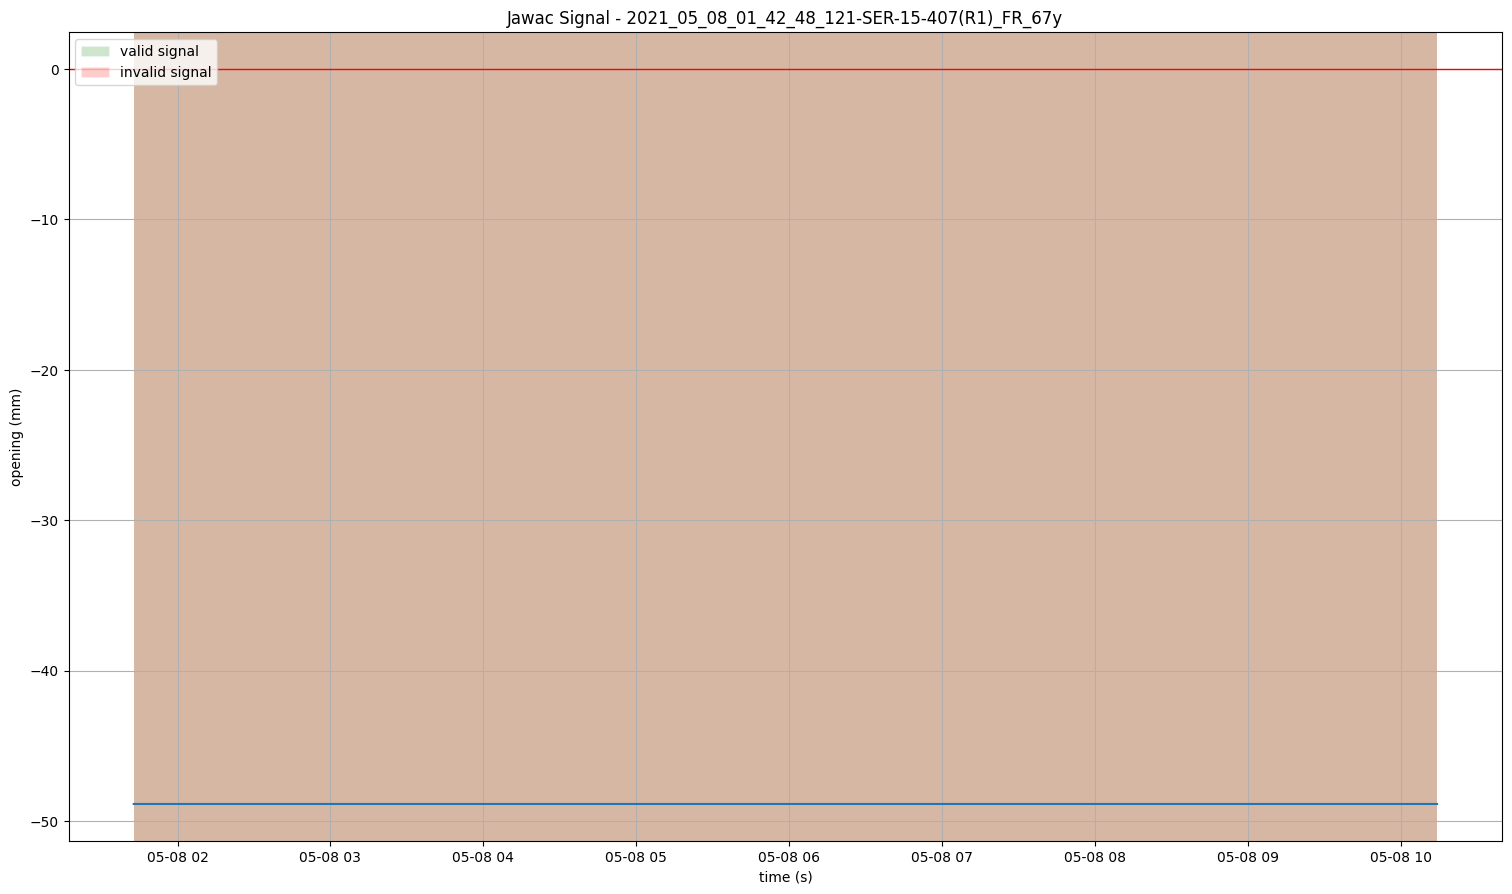 Jawac Signal - 2021_05_08_01_42_48_121-SER-15-407(R1)_FR_67y
valid signal
invalid signal
opening (mm)
0
−10
−20
−30
−40
−50
05-08 02 05-08 03 05-08 04 05-08 05 05-08 06 05-08 07 05-08 08 05-08 09 05-08 10
time (s)